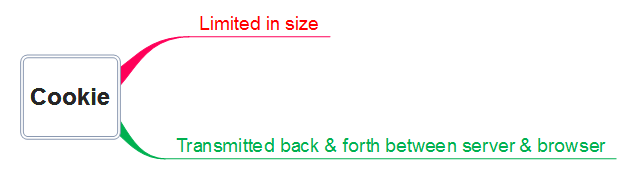 Limited in size
Cookie
Transmitted back & forth between server & browser